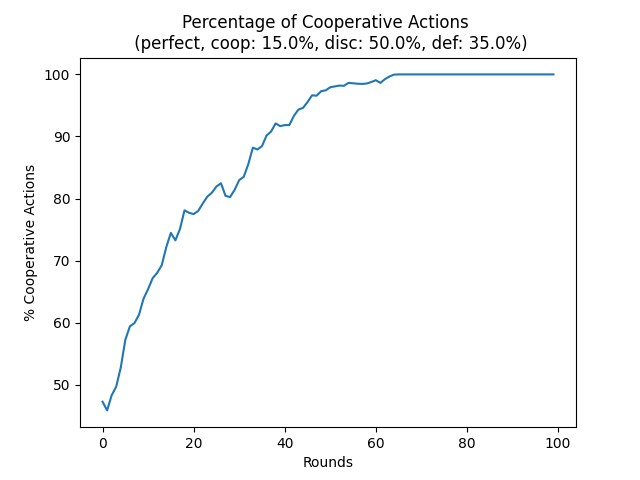 Percentage of Cooperative Actions
(perfect, coop: 15.0%, disc: 50.0%, def: 35.0%)
% Cooperative Actions
100
90
80
70
60
50
0 20 40 60 80 100
Rounds